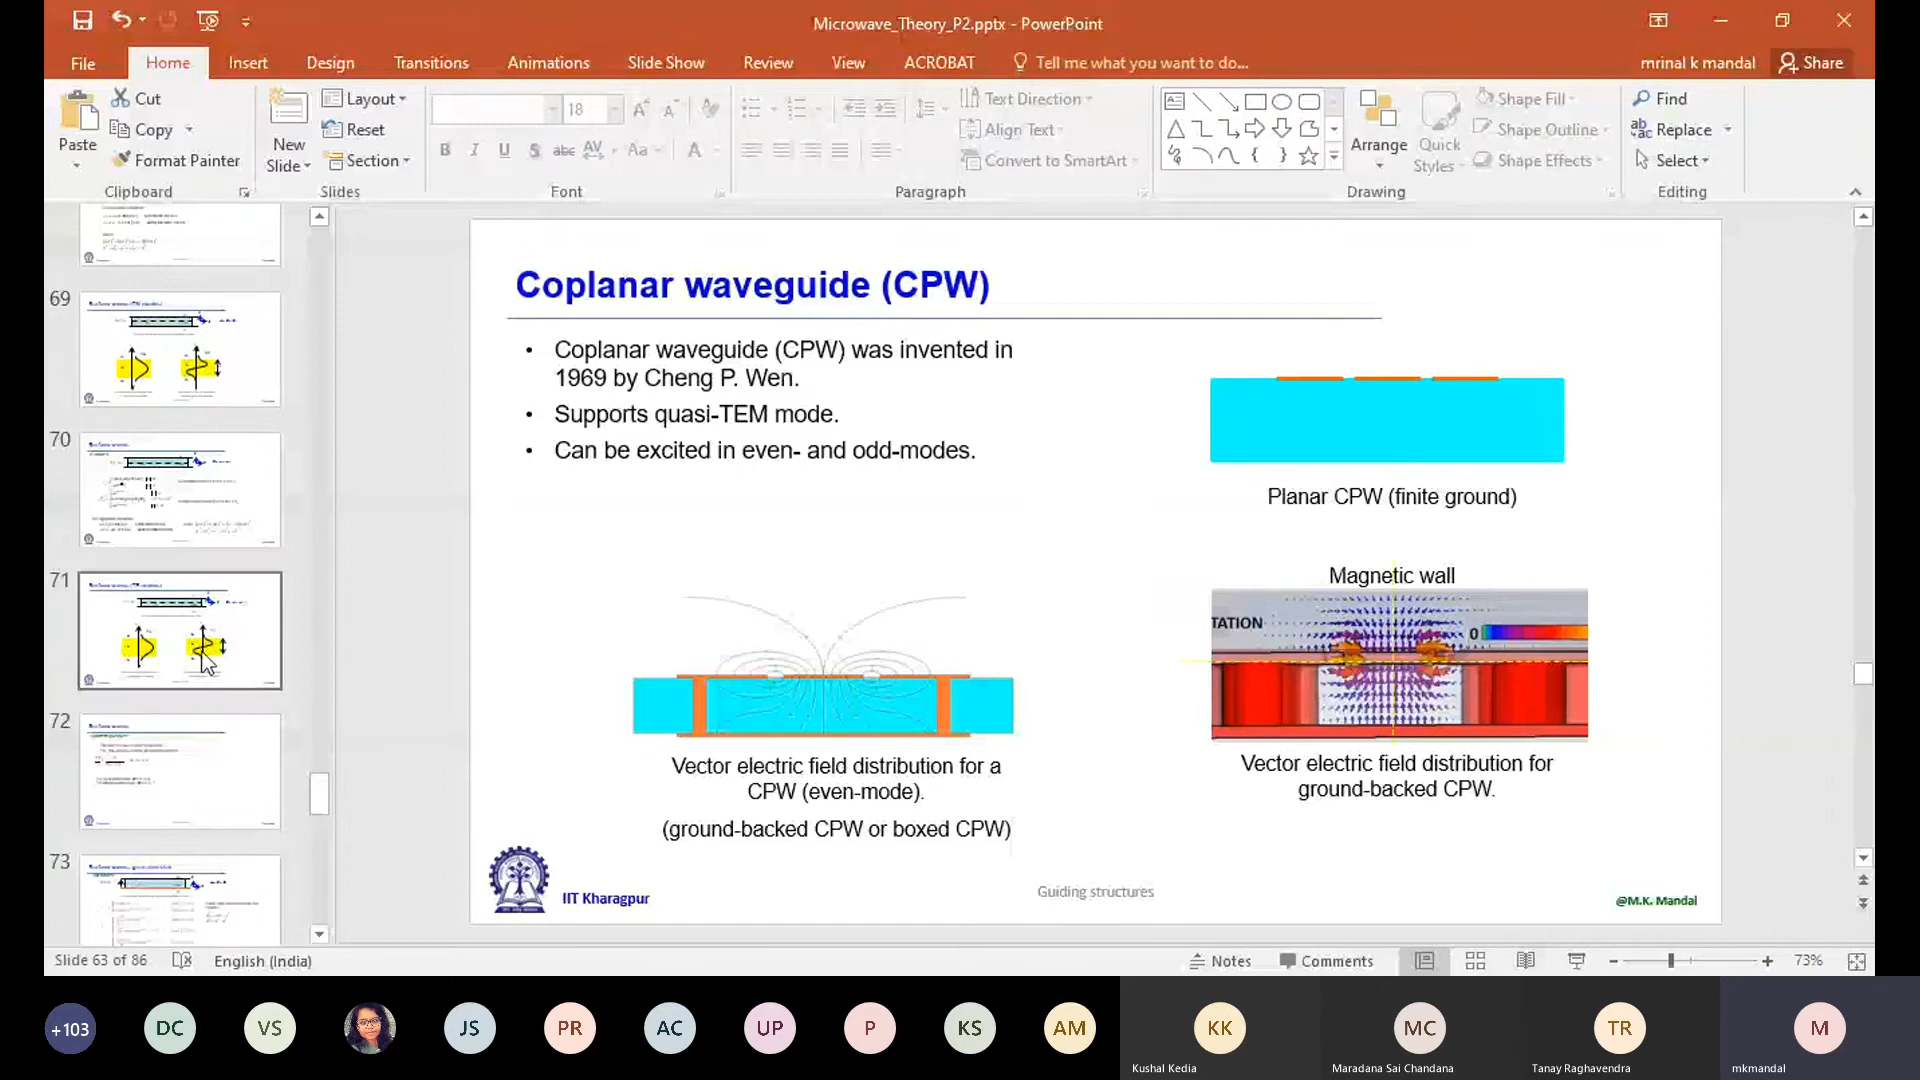 Microwave_Theory_P2.pptx - PowerPoint
File
Home
Insert
Design
Transitions
Animations
Slide Show
Review
View
ACROBAT
Tell me what you want to do...
mrinal k mandal
Share
Paste
Cut
Copy
Format Painter
Clipboard
New Slide
Layout
Reset
Section
Slides
18
B I U S abc AV Aa A
Font
Text Direction
Align Text
Convert to SmartArt
Paragraph
Arrange
Quick Styles
Shape Fill
Shape Outline
Shape Effects
Drawing
Find
Replace
Select
Editing
69
70
71
72
73
Coplanar waveguide (CPW)
• Coplanar waveguide (CPW) was invented in
1969 by Cheng P. Wen.
• Supports quasi-TEM mode.
• Can be excited in even- and odd-modes.
Planar CPW (finite ground)
Magnetic wall
TATION
0
Vector electric field distribution for a
CPW (even-mode).
(ground-backed CPW or boxed CPW)
Vector electric field distribution for
ground-backed CPW.
IIT Kharagpur
Guiding structures
@M.K. Mandal
Slide 63 of 86
English (India)
Notes
Comments
73%
+103
DC
VS
JS
PR
AC
UP
P
KS
AM
KK
Kushal Kedia
MC
Maradana Sai Chandana
TR
Tanay Raghavendra
M
mkmandal